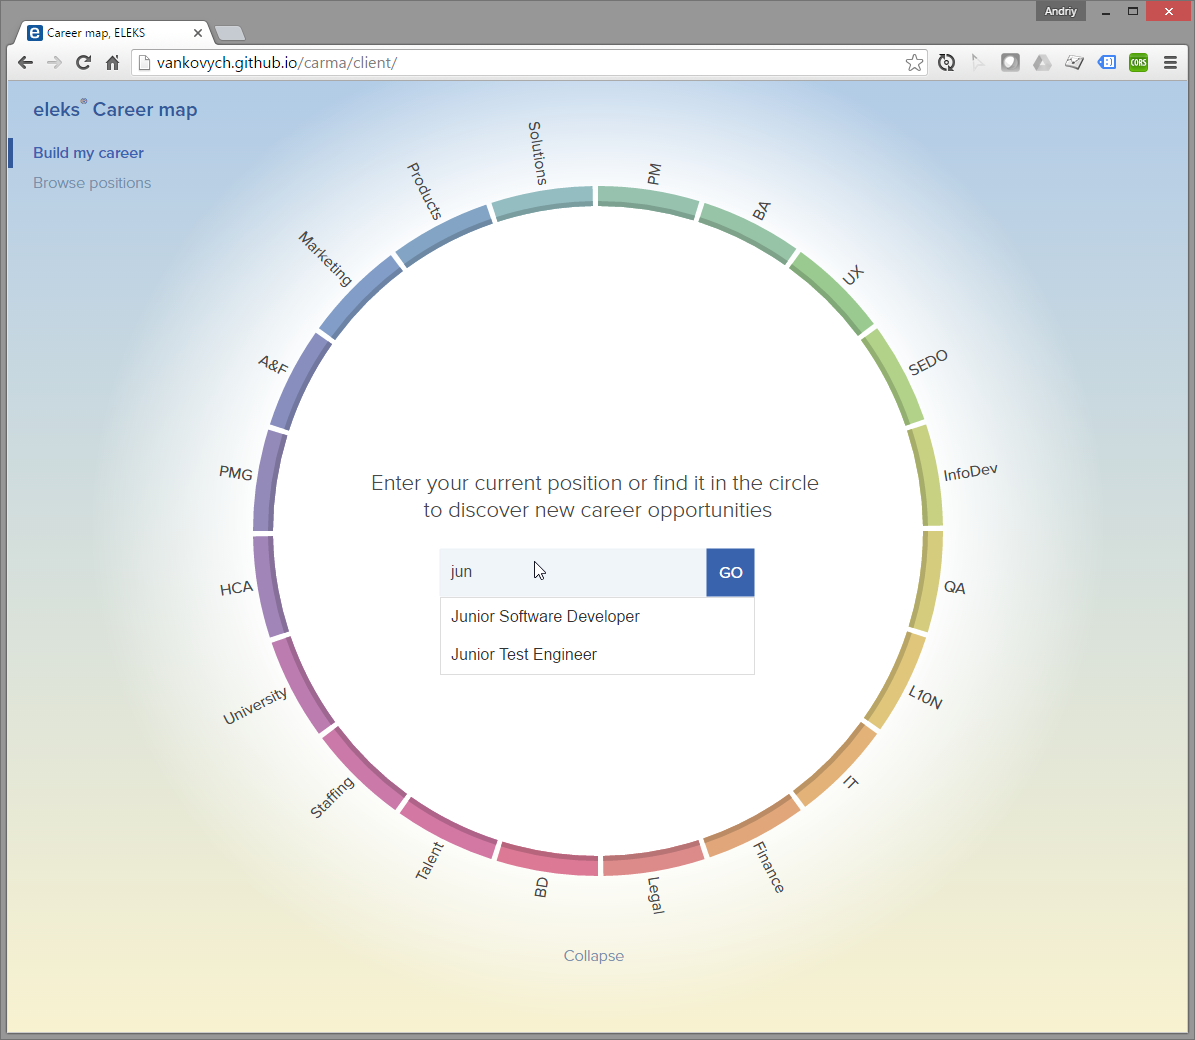 Andriy
Career map, ELEKS
vankovych.github.io/carma/client/
CORS
eleks® Career map
Build my career
Browse positions
Solutions
PM
Products
BA
Marketing
UX
A&F
SEDO
PMG
InfoDev
Enter your current position or find it in the circle
to discover new career opportunities
jun
GO
HCA
QA
Junior Software Developer
Junior Test Engineer
University
L10N
Staffing
IT
Talent
Finance
BD
Legal
Collapse